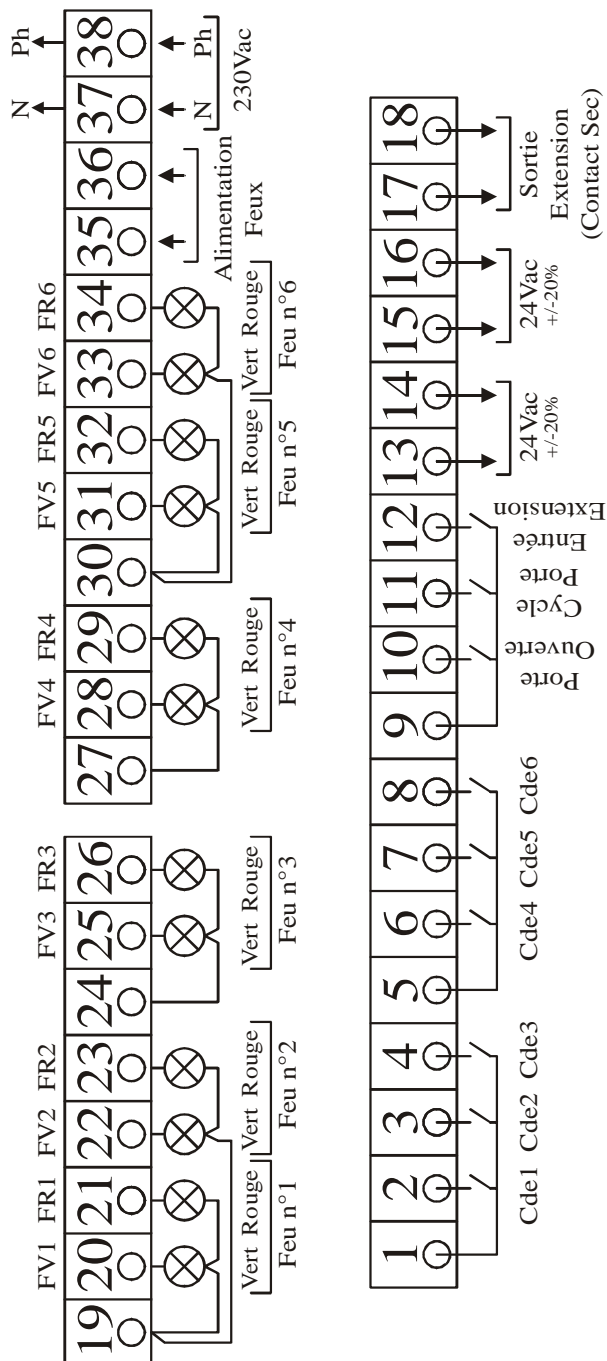 FV1 FR1 FV2 FR2 FV3 FR3 FV4 FR4 FV5 FR5 FV6 FR6 N Ph
19 20 21 22 23 24 25 26 27 28 29 30 31 32 33 34 35 36 37 38
Vert Rouge
Feu n°1
Vert Rouge
Feu n°2
Vert Rouge
Feu n°3
Vert Rouge
Feu n°4
Vert Rouge
Feu n°5
Vert Rouge
Feu n°6
Alimentation
Feux
N Ph
230Vac
1 2 3 4 5 6 7 8 9 10 11 12 13 14 15 16 17 18
Cde1 Cde2 Cde3 Cde4 Cde5 Cde6
Porte
Ouverte
Cycle
Porte
Entrée
Extension
24Vac
+/-20%
24Vac
+/-20%
Sortie
Extension
(Contact Sec)